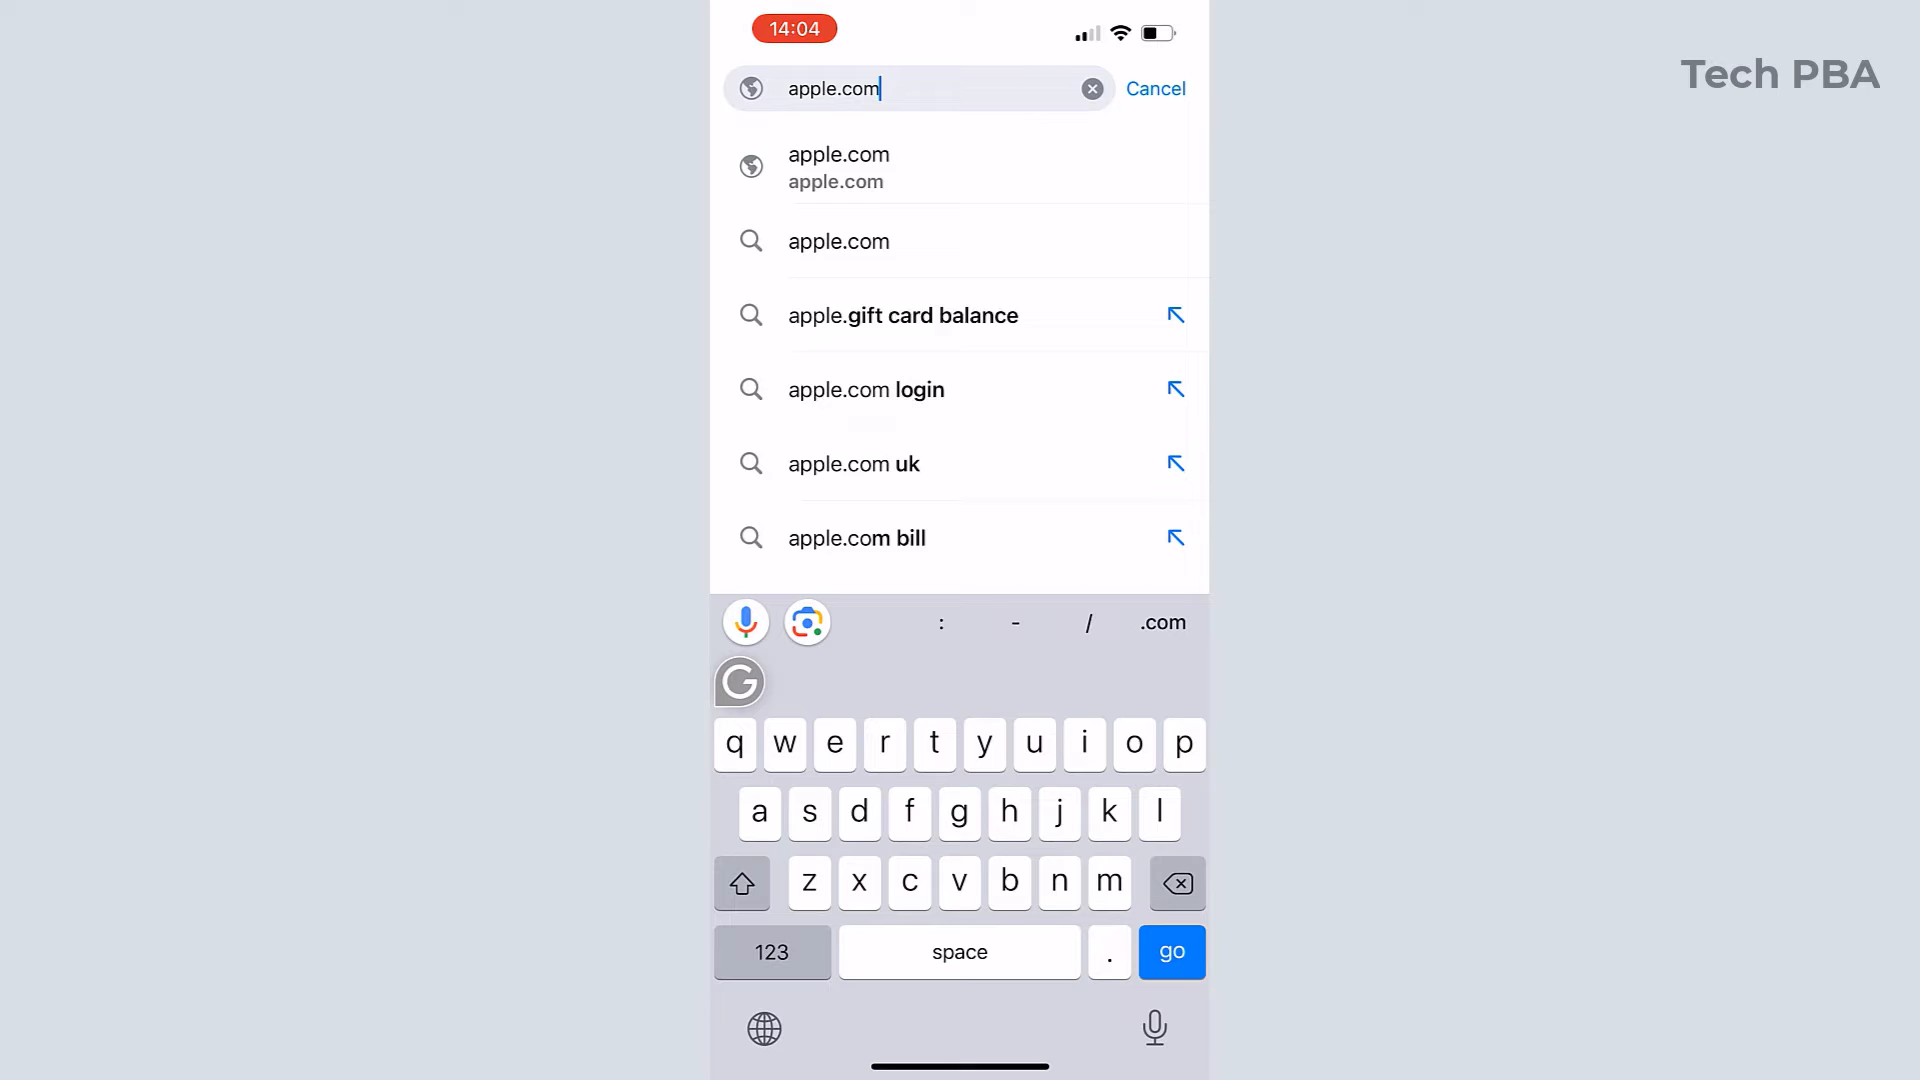 14:04
Tech PBA
apple.com
Cancel
apple.com
apple.com
apple.com
apple.gift card balance
apple.com login
apple.com uk
apple.com bill
: - / .com
G
q w e r t y u i o p
a s d f g h j k l
z x c v b n m
123 space . go